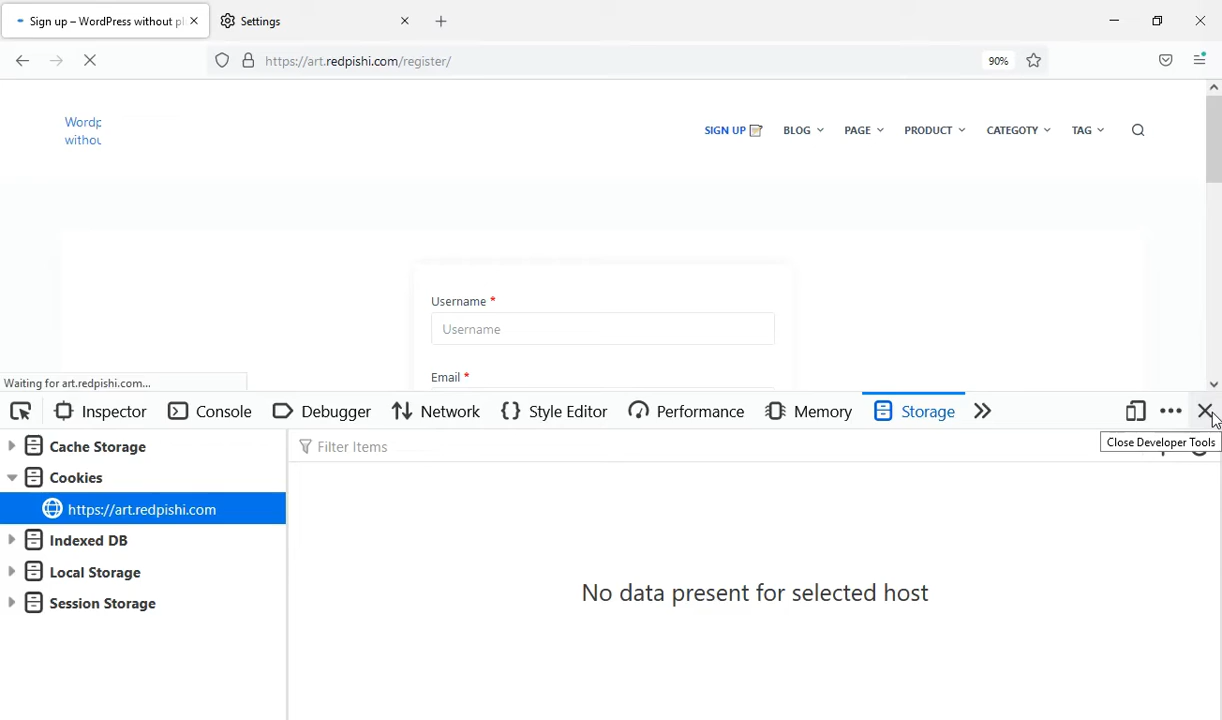 Sign up – WordPress without pl
Settings
https://art.redpishi.com/register/
90%
Wordp
withou
SIGN UP
BLOG
PAGE
PRODUCT
CATEGOTY
TAG
Username *
Username
Email *
Waiting for art.redpishi.com...
Inspector
Console
Debugger
Network
Style Editor
Performance
Memory
Storage
Close Developer Tools
Cache Storage
Filter Items
Cookies
https://art.redpishi.com
Indexed DB
Local Storage
Session Storage
No data present for selected host